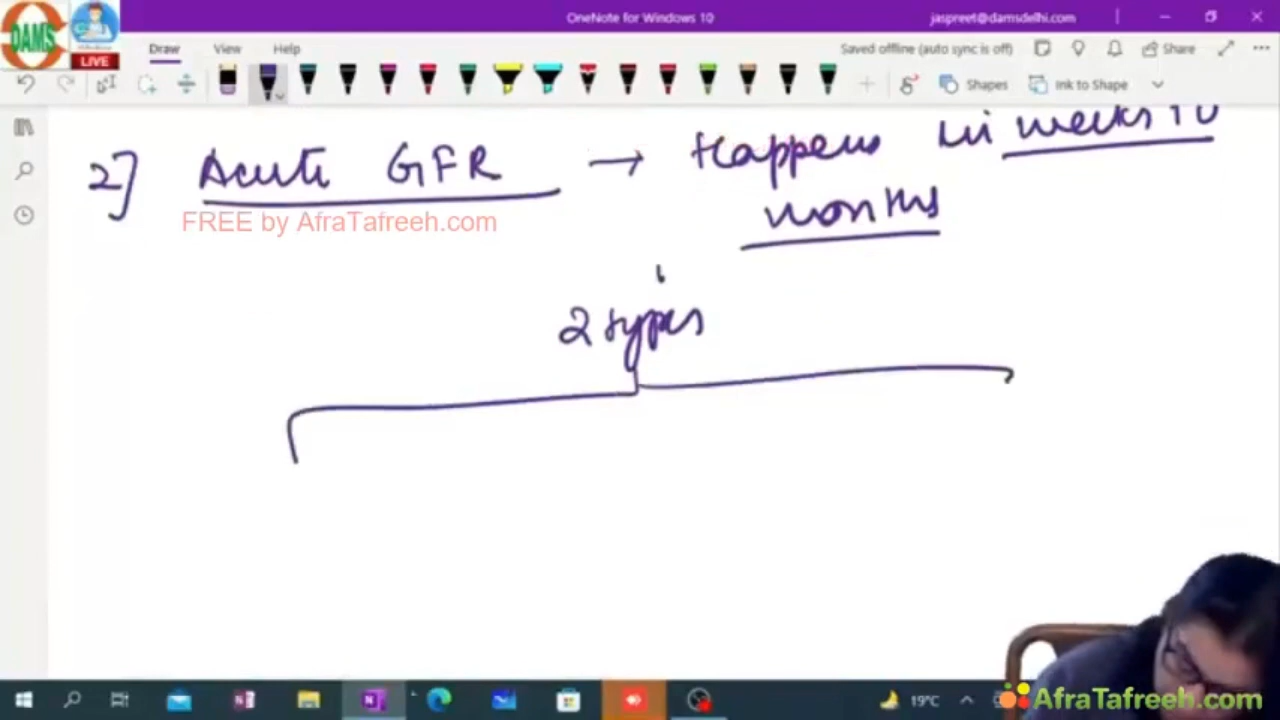 OneNote for Windows 10
jaspreet@damsdelhi.com
DAMS
LIVE
Draw View Help
Saved offline (auto sync is off)
Share
Shapes
Ink to Shape
2] Acute GFR → Happens in weeks to
months
FREE by AfraTafreeh.com
2 types
19°C
AfraTafreeh.com